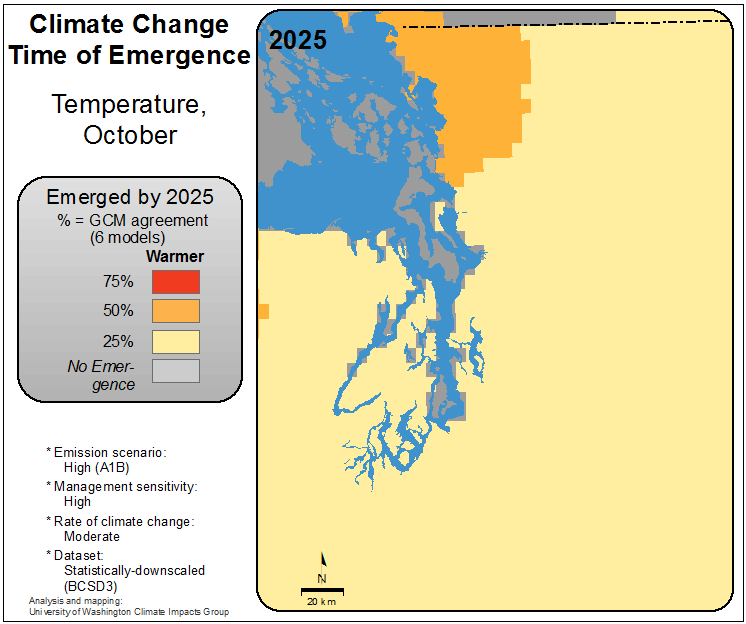 Climate Change
Time of Emergence
Temperature,
October
Emerged by 2025
% = GCM agreement
(6 models)
Warmer
75%
50%
25%
No Emer-
gence
* Emission scenario:
High (A1B)
* Management sensitivity:
High
* Rate of climate change:
Moderate
* Dataset:
Statistically-downscaled
(BCSD3)
Analysis and mapping:
University of Washington Climate Impacts Group
2025
N
20 km